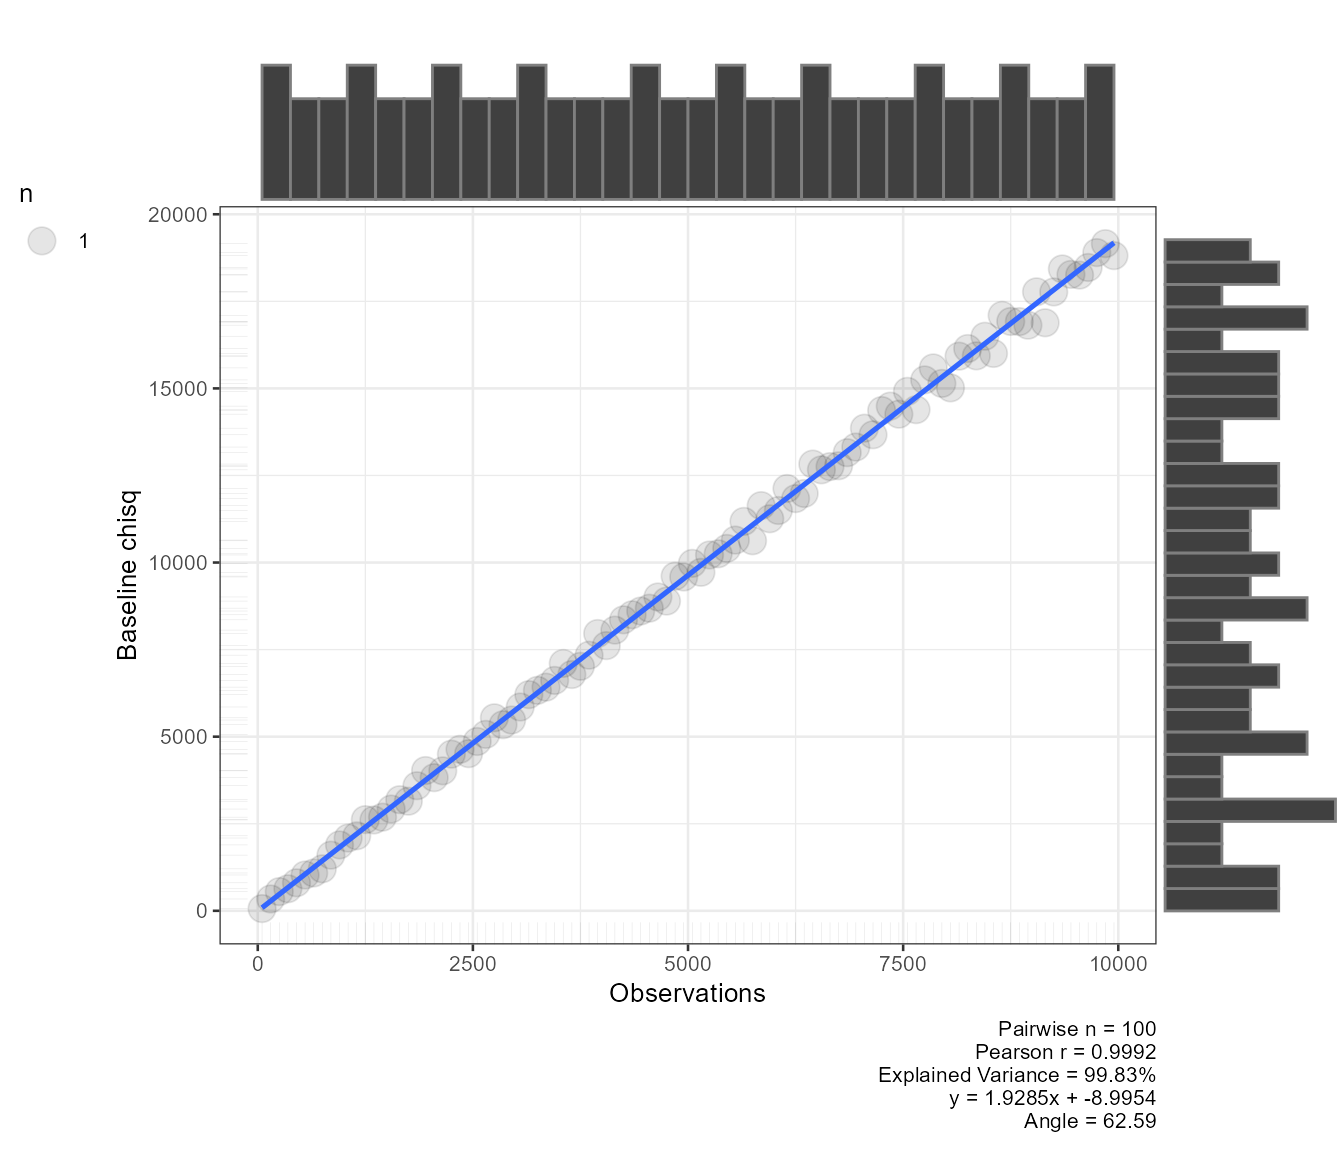 n
1
20000
15000
10000
5000
0
Baseline chisq
0 2500 5000 7500 10000
Observations
Pairwise n = 100
Pearson r = 0.9992
Explained Variance = 99.83%
y = 1.9285x + -8.9954
Angle = 62.59